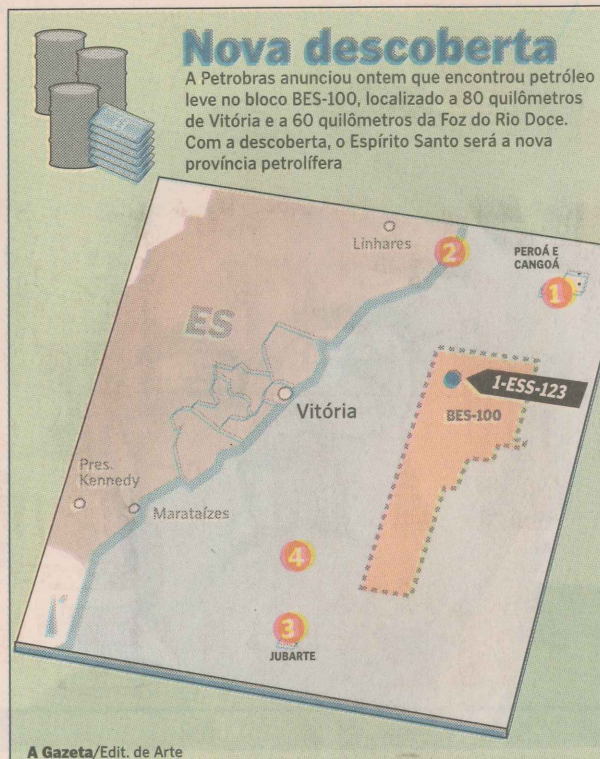 Nova descoberta
A Petrobras anunciou ontem que encontrou petróleo
leve no bloco BES-100, localizado a 80 quilômetros
de Vitória e a 60 quilômetros da Foz do Rio Doce.
Com a descoberta, o Espírito Santo será a nova
província petrolífera
Linhares
2
PEROÁ E
CANGOÁ
1
ES
1-ESS-123
BES-100
Vitória
Pres.
Kennedy
Marataízes
4
3
JUBARTE
A Gazeta/Edit. de Arte